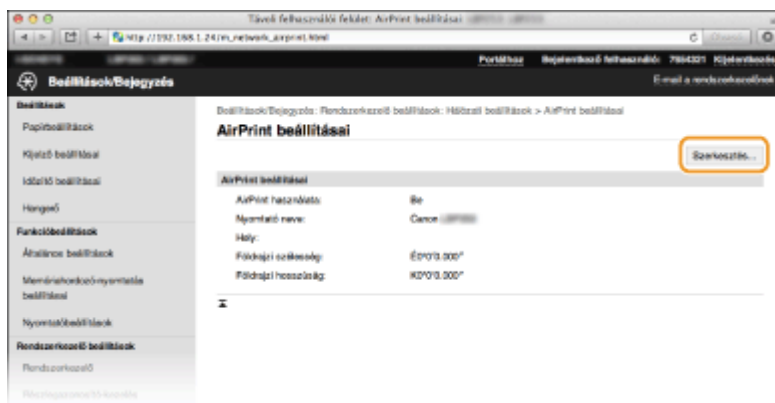 Távoli felhasználói felület: AirPrint beállításai
http://192.168.1.24/m_network_airprint.html
Portálhoz Bejelentkező felhasználó: 7654321 Kijelentkezés
Beállítások/Bejegyzés
E-mail a rendszerkezelőnek
Beállítások
Papírbeállítások
Kijelző beállításai
Időzítő beállításai
Hangerő
Funkcióbeállítások
Általános beállítások
Memóriahordozó-nyomtatás
beállításai
Nyomtatóbeállítások
Rendszerkezelő beállítások
Rendszerkezelő
Beállítások/Bejegyzés: Rendszerkezelő beállítások: Hálózati beállítások > AirPrint beállításai
AirPrint beállításai
Szerkesztés...
AirPrint beállításai
AirPrint használata: Be
Nyomtató neve: Canon
Hely:
Földrajzi szélesség: É0°0'0.000"
Földrajzi hosszúság: K0°0'0.000"